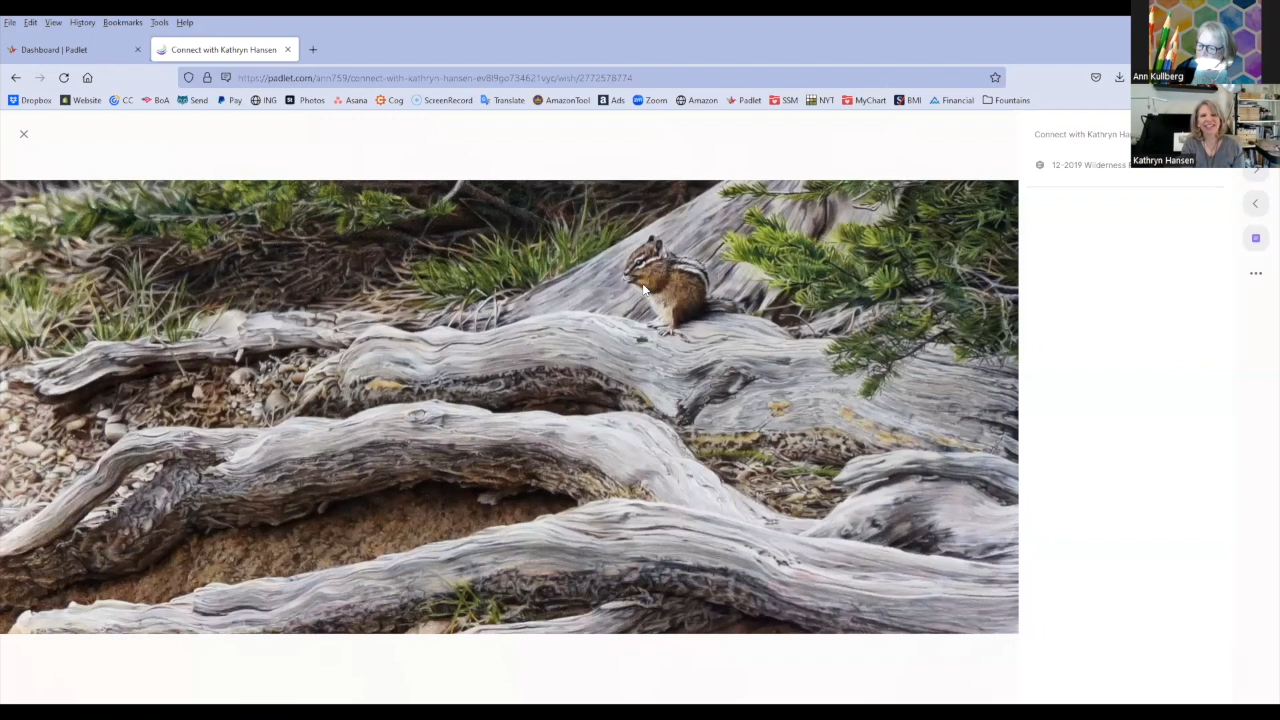 File Edit View History Bookmarks Tools Help
Dashboard | Padlet
Connect with Kathryn Hansen
https://padlet.com/ann759/connect-with-kathryn-hansen-ev8l9go734621vyc/wish/2772578774
Dropbox Website CC BoA Send Pay ING Photos Asana Cog ScreenRecord Translate AmazonTool Ads Zoom Amazon Padlet SSM NYT MyChart BMI Financial Fountains
Ann Kullberg
Connect with Kathryn Ha
12-2019 Wilderness
Kathryn Hansen